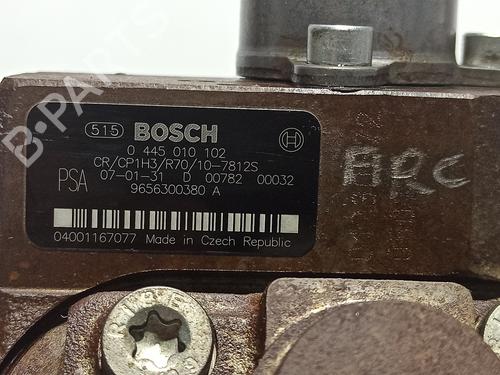 B-PARTS
515 BOSCH
0 445 010 102
CR/CP1H3/R70/10-7812S
PSA 07-01-31 D 00782 00032
9656300380 A
04001167077 Made in Czech Republic